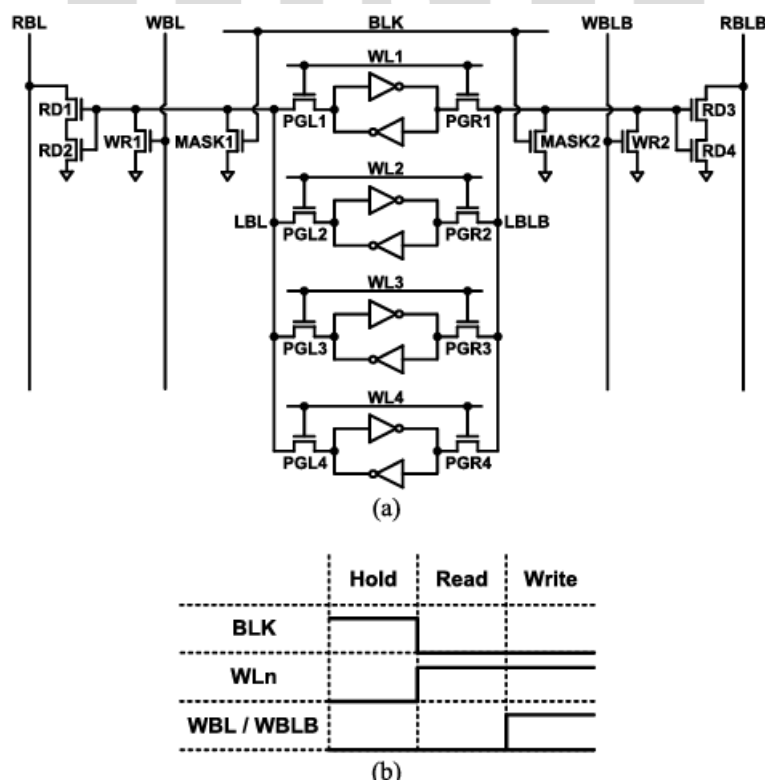 RBL WBL BLK WBLB RBLB
WL1
RD1 PGL1 PGR1 RD3
RD2 WR1 MASK1 MASK2 WR2 RD4
WL2
LBL PGL2 PGR2 LBLB
WL3
PGL3 PGR3
WL4
PGL4 PGR4
(a)
Hold Read Write
BLK
WLn
WBL / WBLB
(b)